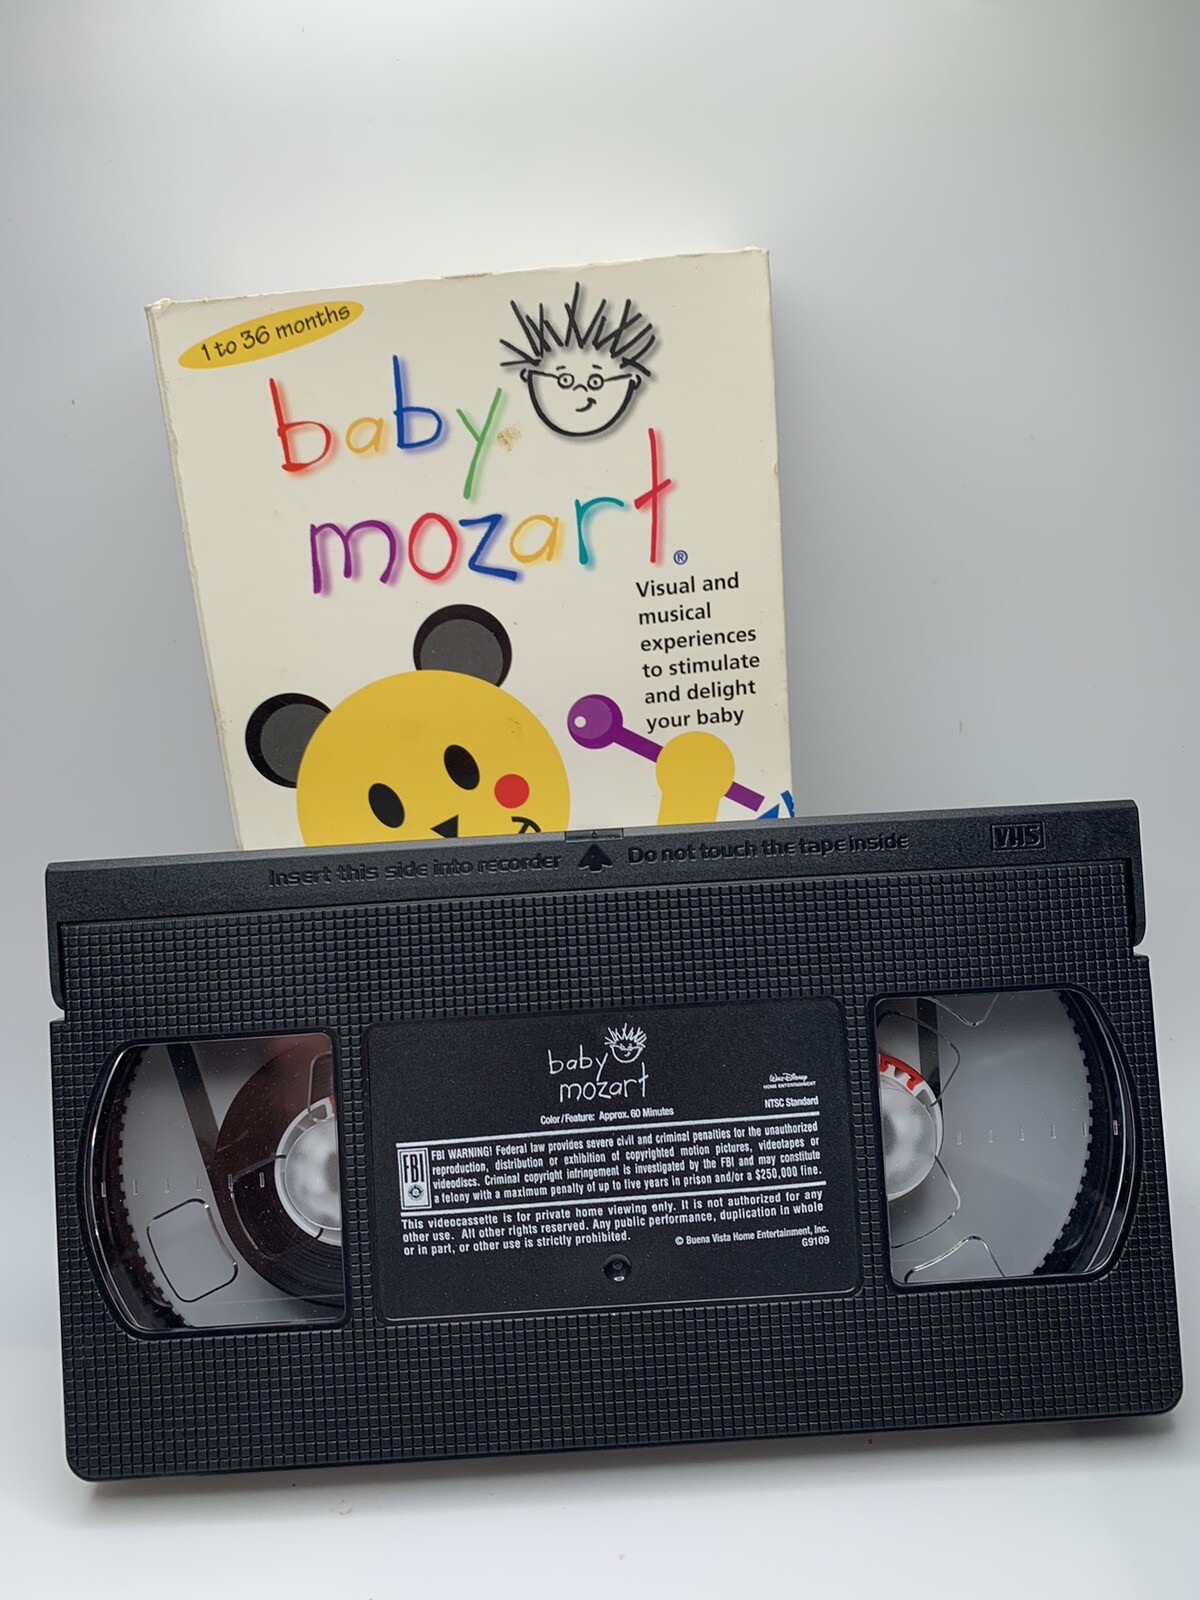 1 to 36 months
baby
mozart®
Visual and
musical
experiences
to stimulate
and delight
your baby
Insert this side into recorder Do not touch the tape inside VHS
baby
mozart
Walt Disney
HOME ENTERTAINMENT
Color/Feature: Approx. 60 Minutes NTSC Standard
FBI
FBI WARNING! Federal law provides severe civil and criminal penalties for the unauthorized
reproduction, distribution or exhibition of copyrighted motion pictures, videotapes or
videodiscs. Criminal copyright infringement is investigated by the FBI and may constitute
a felony with a maximum penalty of up to five years in prison and/or a $250,000 fine.
This videocassette is for private home viewing only. It is not authorized for any
other use. All other rights reserved. Any public performance, duplication in whole
or in part, or other use is strictly prohibited.
© Buena Vista Home Entertainment, Inc.
G9109